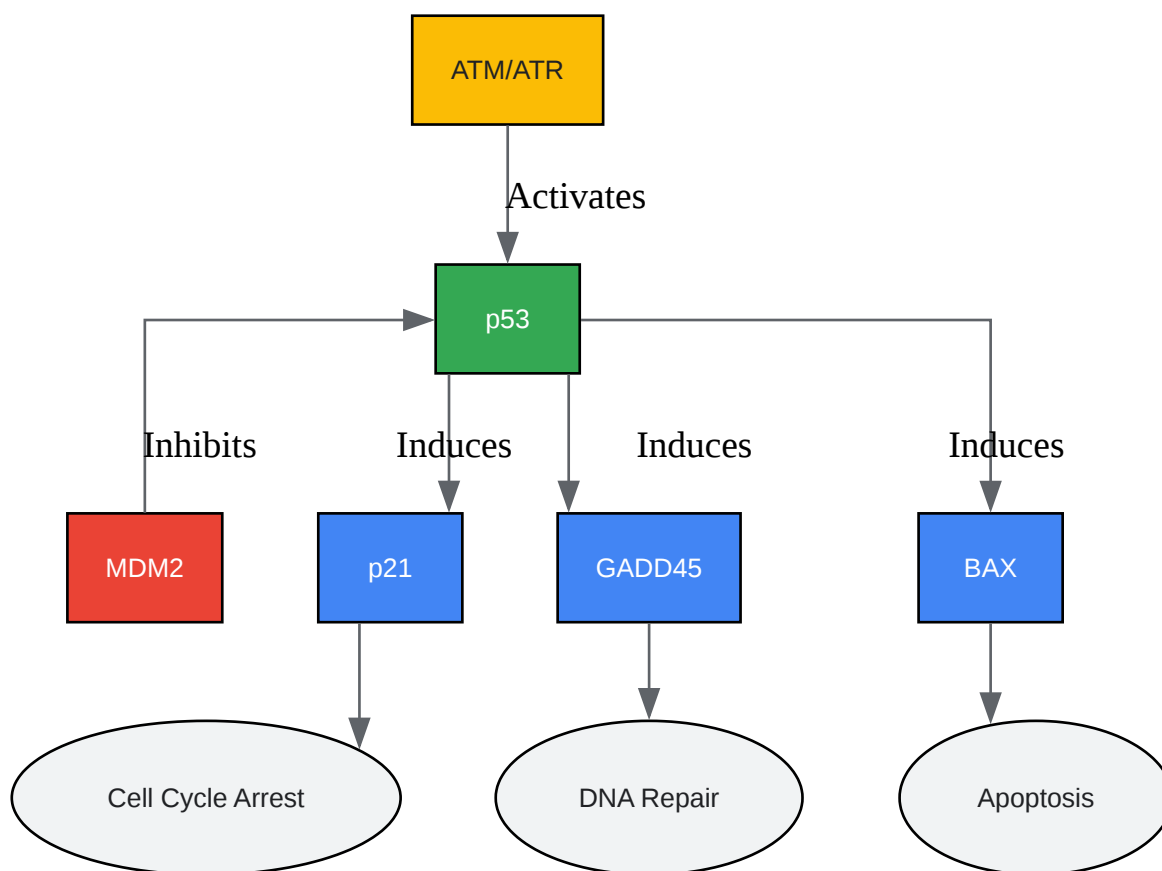 ATM/ATR
Activates
p53
Inhibits
Induces
Induces
Induces
MDM2
p21
GADD45
BAX
Cell Cycle Arrest
DNA Repair
Apoptosis